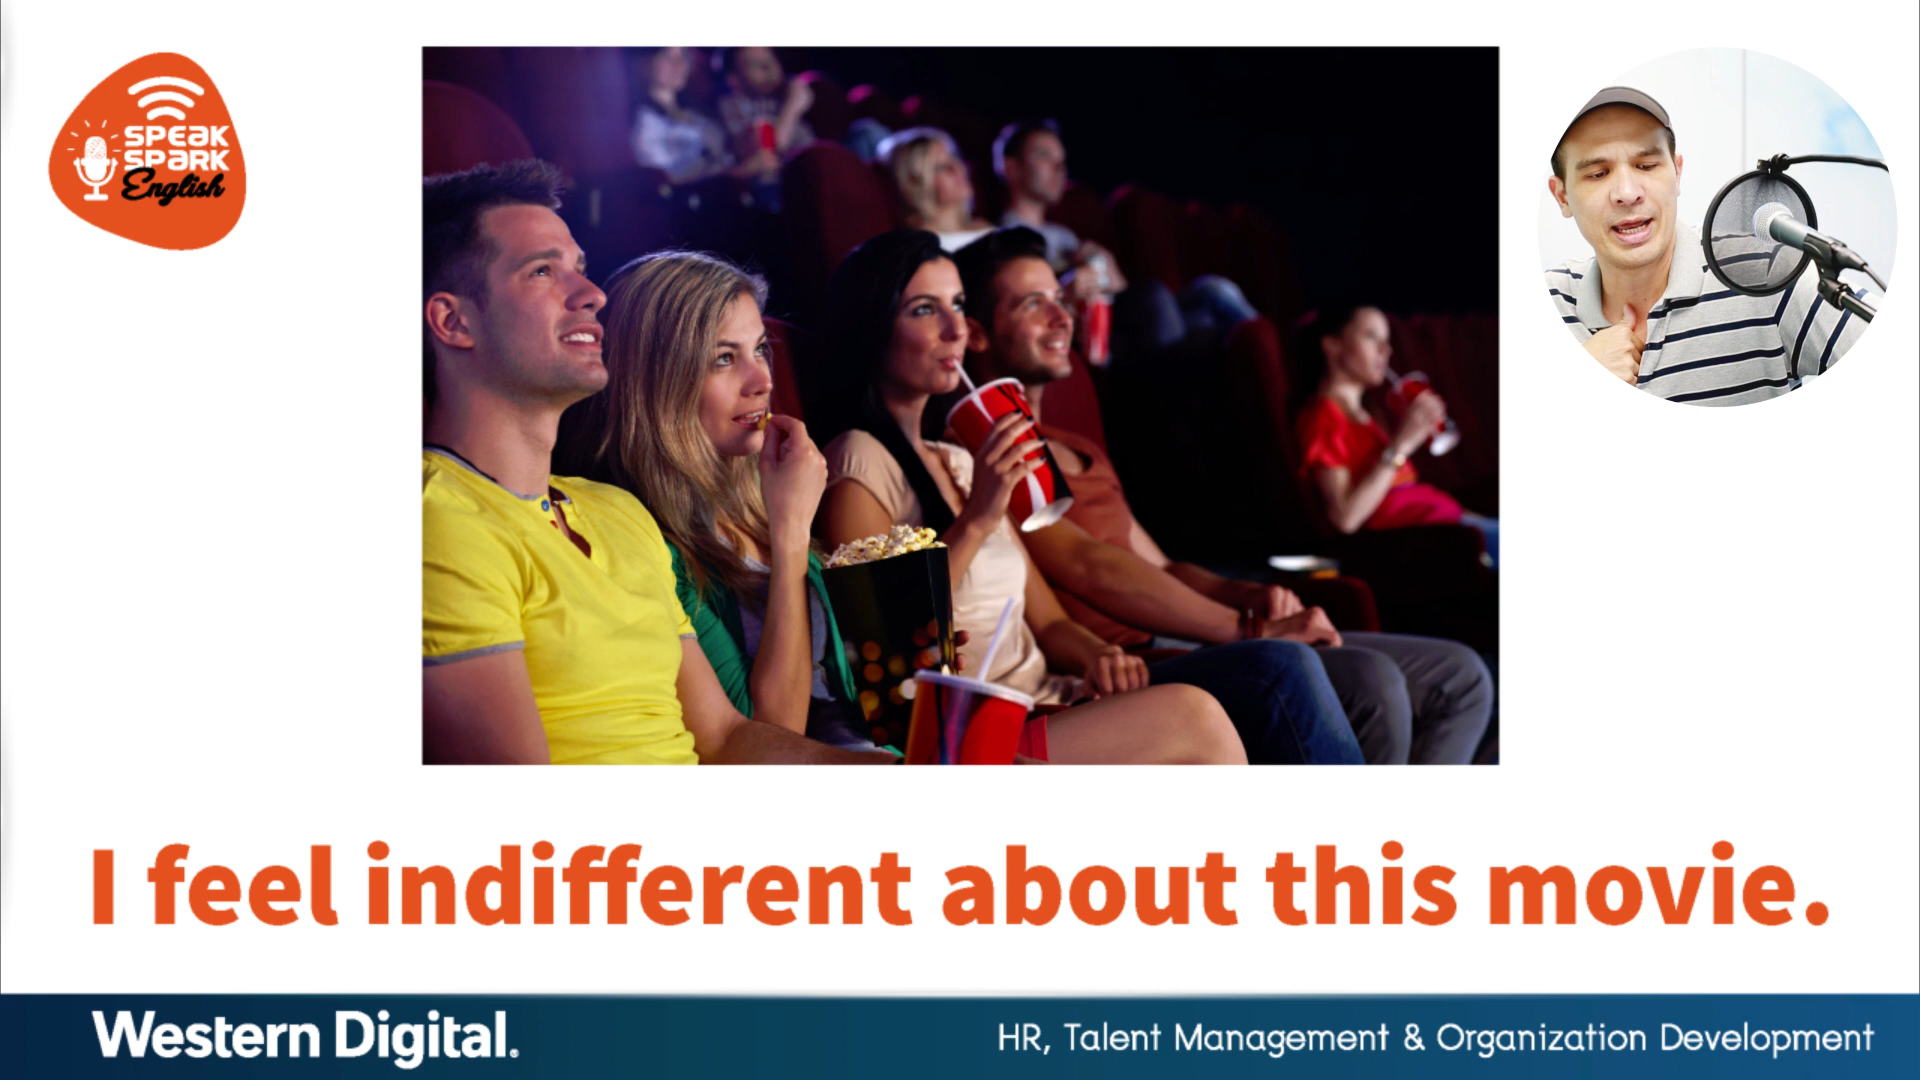 SPEAK
SPARK
English
I feel indifferent about this movie.
Western Digital.
HR, Talent Management & Organization Development